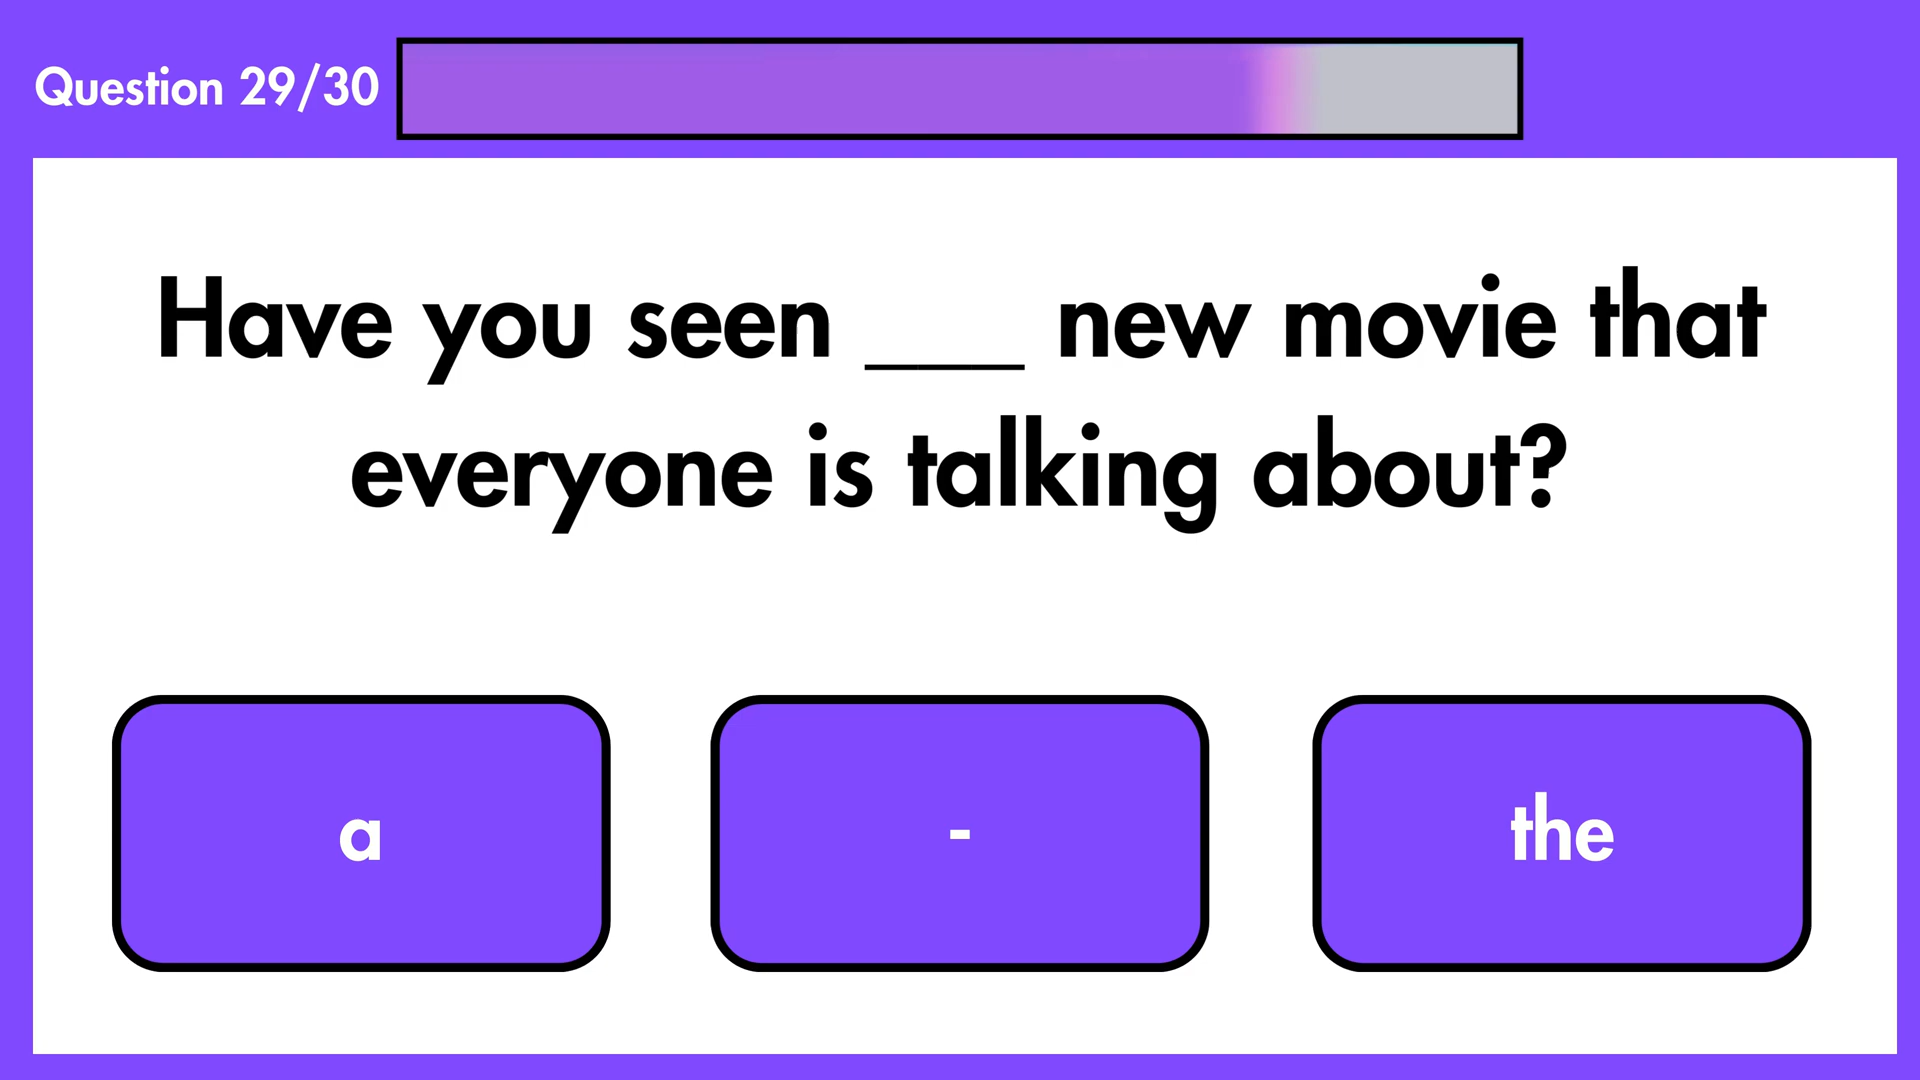 Question 29/30
Have you seen ___ new movie that
everyone is talking about?
a
-
the